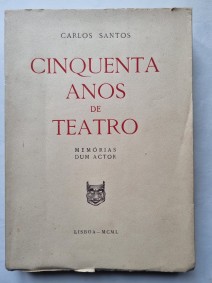 CARLOS SANTOS
CINQUENTA
ANOS
DE
TEATRO
MEMÓRIAS
DUM ACTOR
LISBOA—MCML